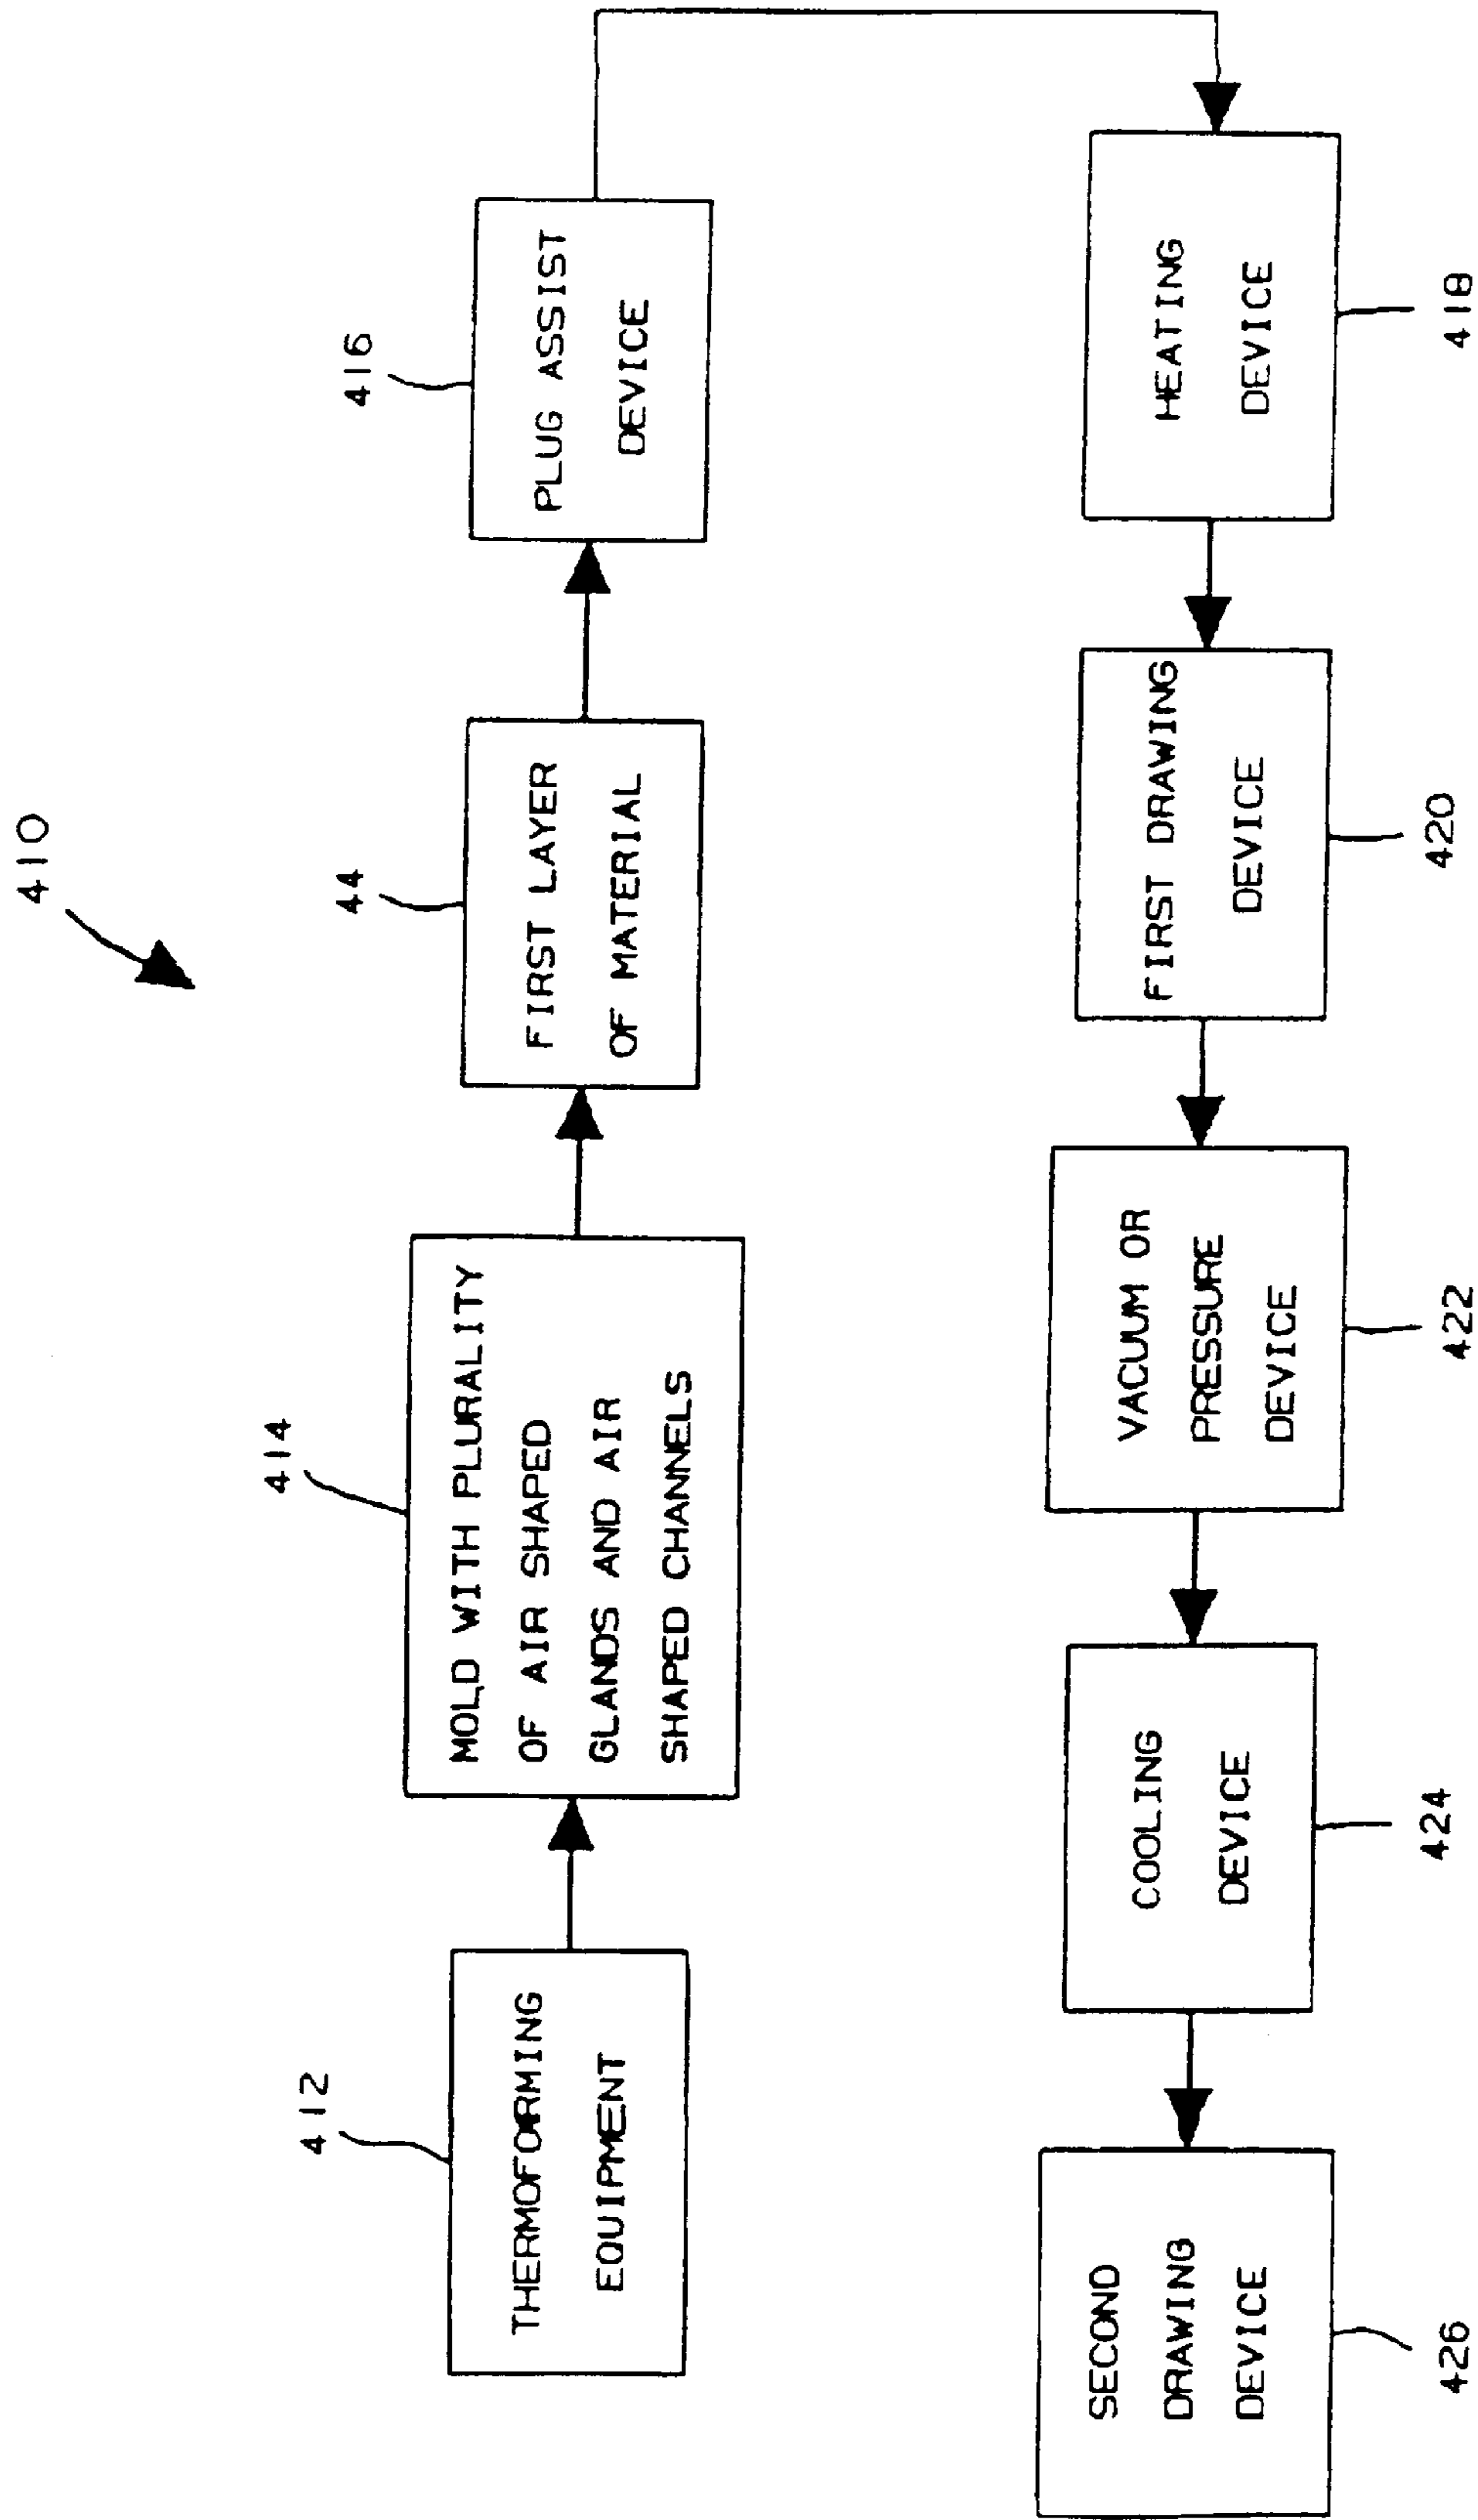 410
412
THERMOFORMING
EQUIPMENT
414
MOLD WITH PLURALITY
OF AIR SHAPED
GLANDS AND AIR
SHAPED CHANNELS
44
FIRST LAYER
OF MATERIAL
416
PLUG ASSIST
DEVICE
HEATING
DEVICE
418
FIRST DRAWING
DEVICE
420
VACUUM OR
PRESSURE
DEVICE
422
COOLING
DEVICE
424
SECOND
DRAWING
DEVICE
426